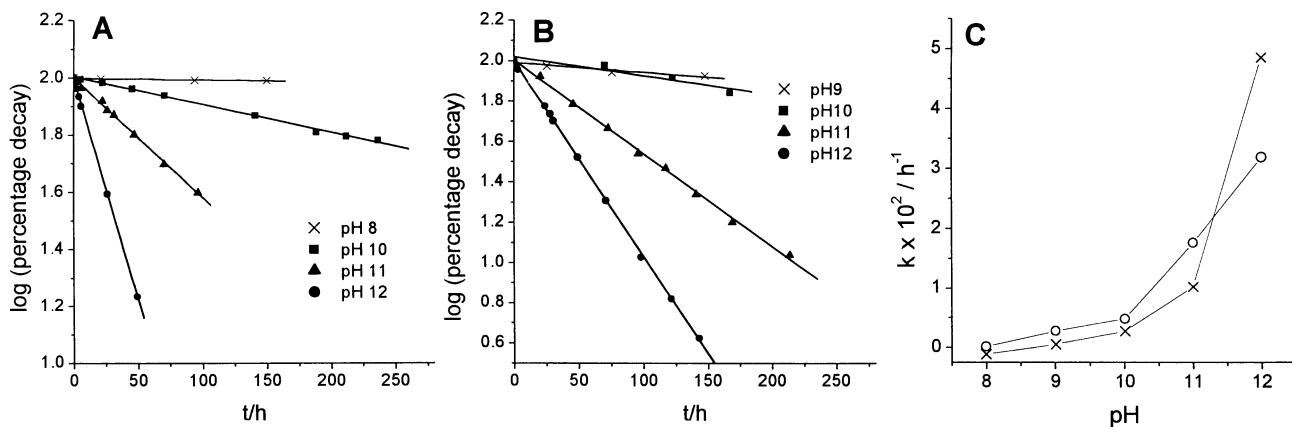 A
log (percentage decay)
2.2
2.0
1.8
1.6
1.4
1.2
1.0
pH 8
pH 10
pH 11
pH 12
0
50
100
150
200
250
t/h
B
log (percentage decay)
2.2
2.0
1.8
1.6
1.4
1.2
1.0
0.8
0.6
pH9
pH10
pH11
pH12
0
50
100
150
200
250
t/h
C
k x 10² / h⁻¹
5
4
3
2
1
0
8
9
10
11
12
pH